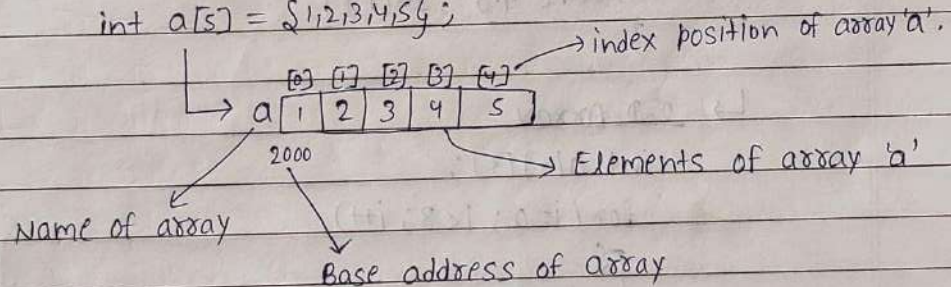 int a[5] = {1,2,3,4,5};
index position of array 'a'.
[0] [1] [2] [3] [4]
a 1 2 3 4 5
2000
Elements of array 'a'
Name of array
Base address of array